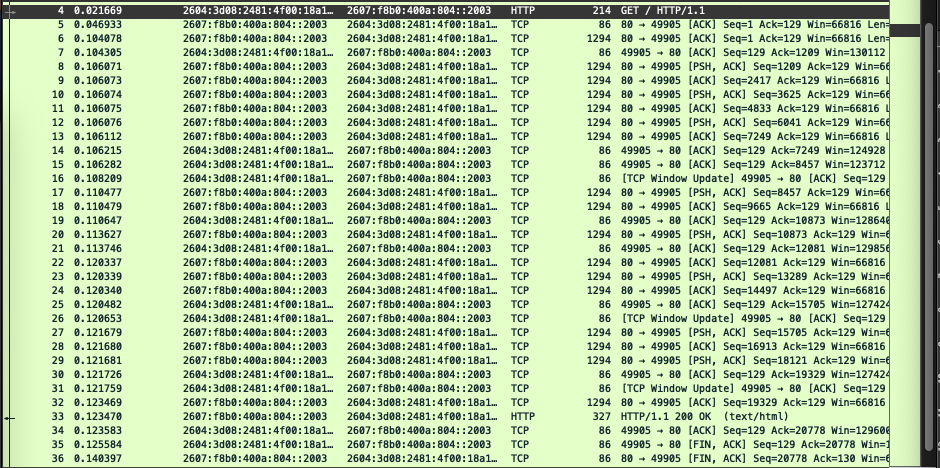 4 0.021669 2604:3d08:2481:4f00:18a1… 2607:f8b0:400a:804::2003 HTTP 214 GET / HTTP/1.1
5 0.046933 2607:f8b0:400a:804::2003 2604:3d08:2481:4f00:18a1… TCP 86 80 → 49905 [ACK] Seq=1 Ack=129 Win=66816 Len=
6 0.104078 2607:f8b0:400a:804::2003 2604:3d08:2481:4f00:18a1… TCP 1294 80 → 49905 [ACK] Seq=1 Ack=129 Win=66816 Len=
7 0.104305 2604:3d08:2481:4f00:18a1… 2607:f8b0:400a:804::2003 TCP 86 49905 → 80 [ACK] Seq=129 Ack=1209 Win=130112
8 0.106071 2607:f8b0:400a:804::2003 2604:3d08:2481:4f00:18a1… TCP 1294 80 → 49905 [PSH, ACK] Seq=1209 Ack=129 Win=66
9 0.106073 2607:f8b0:400a:804::2003 2604:3d08:2481:4f00:18a1… TCP 1294 80 → 49905 [ACK] Seq=2417 Ack=129 Win=66816 L
10 0.106074 2607:f8b0:400a:804::2003 2604:3d08:2481:4f00:18a1… TCP 1294 80 → 49905 [PSH, ACK] Seq=3625 Ack=129 Win=66
11 0.106075 2607:f8b0:400a:804::2003 2604:3d08:2481:4f00:18a1… TCP 1294 80 → 49905 [ACK] Seq=4833 Ack=129 Win=66816 L
12 0.106076 2607:f8b0:400a:804::2003 2604:3d08:2481:4f00:18a1… TCP 1294 80 → 49905 [PSH, ACK] Seq=6041 Ack=129 Win=66
13 0.106112 2607:f8b0:400a:804::2003 2604:3d08:2481:4f00:18a1… TCP 1294 80 → 49905 [ACK] Seq=7249 Ack=129 Win=66816 L
14 0.106215 2604:3d08:2481:4f00:18a1… 2607:f8b0:400a:804::2003 TCP 86 49905 → 80 [ACK] Seq=129 Ack=7249 Win=124928
15 0.106282 2604:3d08:2481:4f00:18a1… 2607:f8b0:400a:804::2003 TCP 86 49905 → 80 [ACK] Seq=129 Ack=8457 Win=123712
16 0.108209 2604:3d08:2481:4f00:18a1… 2607:f8b0:400a:804::2003 TCP 86 [TCP Window Update] 49905 → 80 [ACK] Seq=129
17 0.110477 2607:f8b0:400a:804::2003 2604:3d08:2481:4f00:18a1… TCP 1294 80 → 49905 [PSH, ACK] Seq=8457 Ack=129 Win=66
18 0.110479 2607:f8b0:400a:804::2003 2604:3d08:2481:4f00:18a1… TCP 1294 80 → 49905 [ACK] Seq=9665 Ack=129 Win=66816 L
19 0.110647 2604:3d08:2481:4f00:18a1… 2607:f8b0:400a:804::2003 TCP 86 49905 → 80 [ACK] Seq=129 Ack=10873 Win=128640
20 0.113627 2607:f8b0:400a:804::2003 2604:3d08:2481:4f00:18a1… TCP 1294 80 → 49905 [PSH, ACK] Seq=10873 Ack=129 Win=6
21 0.113746 2604:3d08:2481:4f00:18a1… 2607:f8b0:400a:804::2003 TCP 86 49905 → 80 [ACK] Seq=129 Ack=12081 Win=129856
22 0.120337 2607:f8b0:400a:804::2003 2604:3d08:2481:4f00:18a1… TCP 1294 80 → 49905 [ACK] Seq=12081 Ack=129 Win=66816
23 0.120339 2607:f8b0:400a:804::2003 2604:3d08:2481:4f00:18a1… TCP 1294 80 → 49905 [PSH, ACK] Seq=13289 Ack=129 Win=6
24 0.120340 2607:f8b0:400a:804::2003 2604:3d08:2481:4f00:18a1… TCP 1294 80 → 49905 [ACK] Seq=14497 Ack=129 Win=66816
25 0.120482 2604:3d08:2481:4f00:18a1… 2607:f8b0:400a:804::2003 TCP 86 49905 → 80 [ACK] Seq=129 Ack=15705 Win=127424
26 0.120653 2604:3d08:2481:4f00:18a1… 2607:f8b0:400a:804::2003 TCP 86 [TCP Window Update] 49905 → 80 [ACK] Seq=129
27 0.121679 2607:f8b0:400a:804::2003 2604:3d08:2481:4f00:18a1… TCP 1294 80 → 49905 [PSH, ACK] Seq=15705 Ack=129 Win=6
28 0.121680 2607:f8b0:400a:804::2003 2604:3d08:2481:4f00:18a1… TCP 1294 80 → 49905 [ACK] Seq=16913 Ack=129 Win=66816
29 0.121681 2607:f8b0:400a:804::2003 2604:3d08:2481:4f00:18a1… TCP 1294 80 → 49905 [PSH, ACK] Seq=18121 Ack=129 Win=6
30 0.121726 2604:3d08:2481:4f00:18a1… 2607:f8b0:400a:804::2003 TCP 86 49905 → 80 [ACK] Seq=129 Ack=19329 Win=127424
31 0.121759 2604:3d08:2481:4f00:18a1… 2607:f8b0:400a:804::2003 TCP 86 [TCP Window Update] 49905 → 80 [ACK] Seq=129
32 0.123469 2607:f8b0:400a:804::2003 2604:3d08:2481:4f00:18a1… TCP 1294 80 → 49905 [ACK] Seq=19329 Ack=129 Win=66816
33 0.123470 2607:f8b0:400a:804::2003 2604:3d08:2481:4f00:18a1… HTTP 327 HTTP/1.1 200 OK (text/html)
34 0.123583 2604:3d08:2481:4f00:18a1… 2607:f8b0:400a:804::2003 TCP 86 49905 → 80 [ACK] Seq=129 Ack=20778 Win=129600
35 0.125584 2604:3d08:2481:4f00:18a1… 2607:f8b0:400a:804::2003 TCP 86 49905 → 80 [FIN, ACK] Seq=129 Ack=20778 Win=1
36 0.140397 2607:f8b0:400a:804::2003 2604:3d08:2481:4f00:18a1… TCP 86 80 → 49905 [FIN, ACK] Seq=20778 Ack=130 Win=6